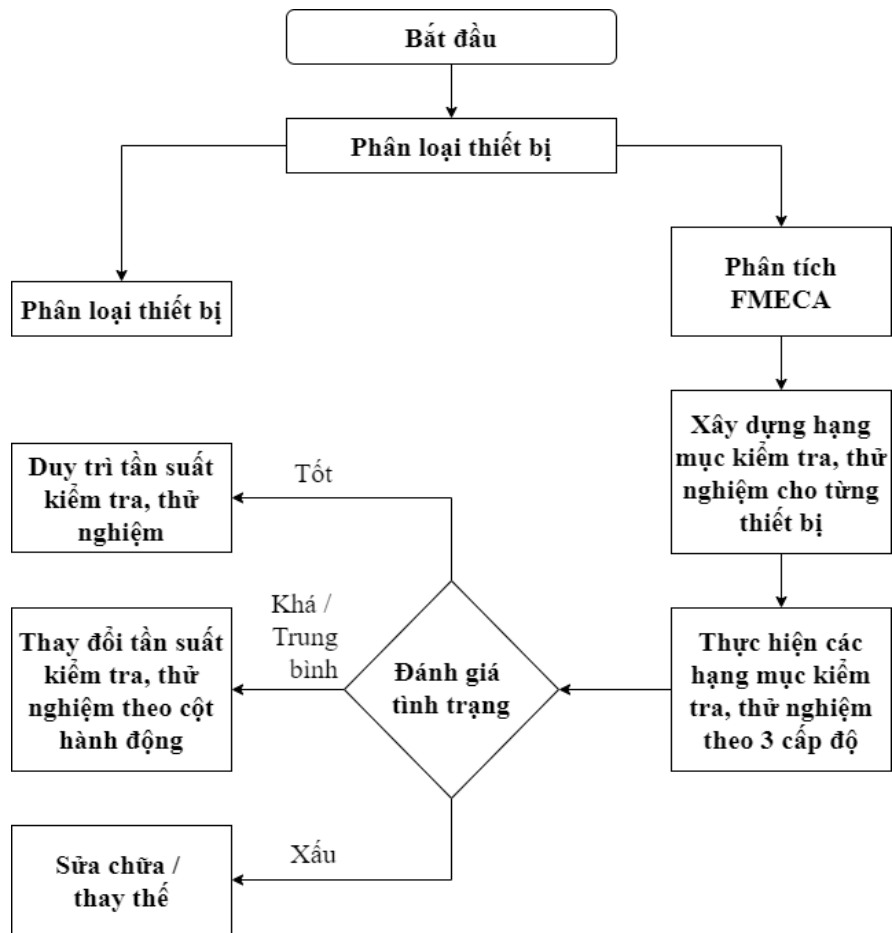 Bắt đầu
Phân loại thiết bị
Phân loại thiết bị
Phân tích
FMECA
Xây dựng hạng
mục kiểm tra, thử
nghiệm cho từng
thiết bị
Thực hiện các
hạng mục kiểm
tra, thử nghiệm
theo 3 cấp độ
Đánh giá
tình trạng
Tốt
Duy trì tần suất
kiểm tra, thử
nghiệm
Khá /
Trung
bình
Thay đổi tần suất
kiểm tra, thử
nghiệm theo cột
hành động
Xấu
Sửa chữa /
thay thế